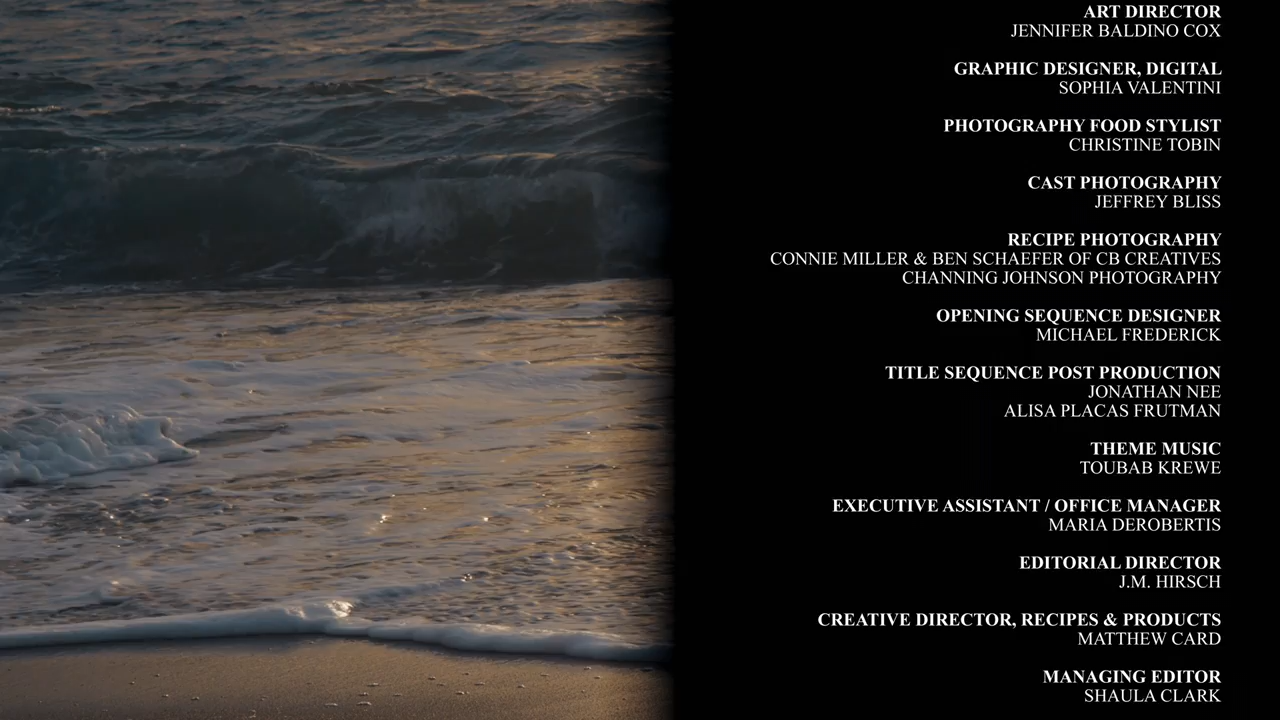 ART DIRECTOR
JENNIFER BALDINO COX
GRAPHIC DESIGNER, DIGITAL
SOPHIA VALENTINI
PHOTOGRAPHY FOOD STYLIST
CHRISTINE TOBIN
CAST PHOTOGRAPHY
JEFFREY BLISS
RECIPE PHOTOGRAPHY
CONNIE MILLER & BEN SCHAEFER OF CB CREATIVES
CHANNING JOHNSON PHOTOGRAPHY
OPENING SEQUENCE DESIGNER
MICHAEL FREDERICK
TITLE SEQUENCE POST PRODUCTION
JONATHAN NEE
ALISA PLACAS FRUTMAN
THEME MUSIC
TOUBAB KREWE
EXECUTIVE ASSISTANT / OFFICE MANAGER
MARIA DEROBERTIS
EDITORIAL DIRECTOR
J.M. HIRSCH
CREATIVE DIRECTOR, RECIPES & PRODUCTS
MATTHEW CARD
MANAGING EDITOR
SHAULA CLARK